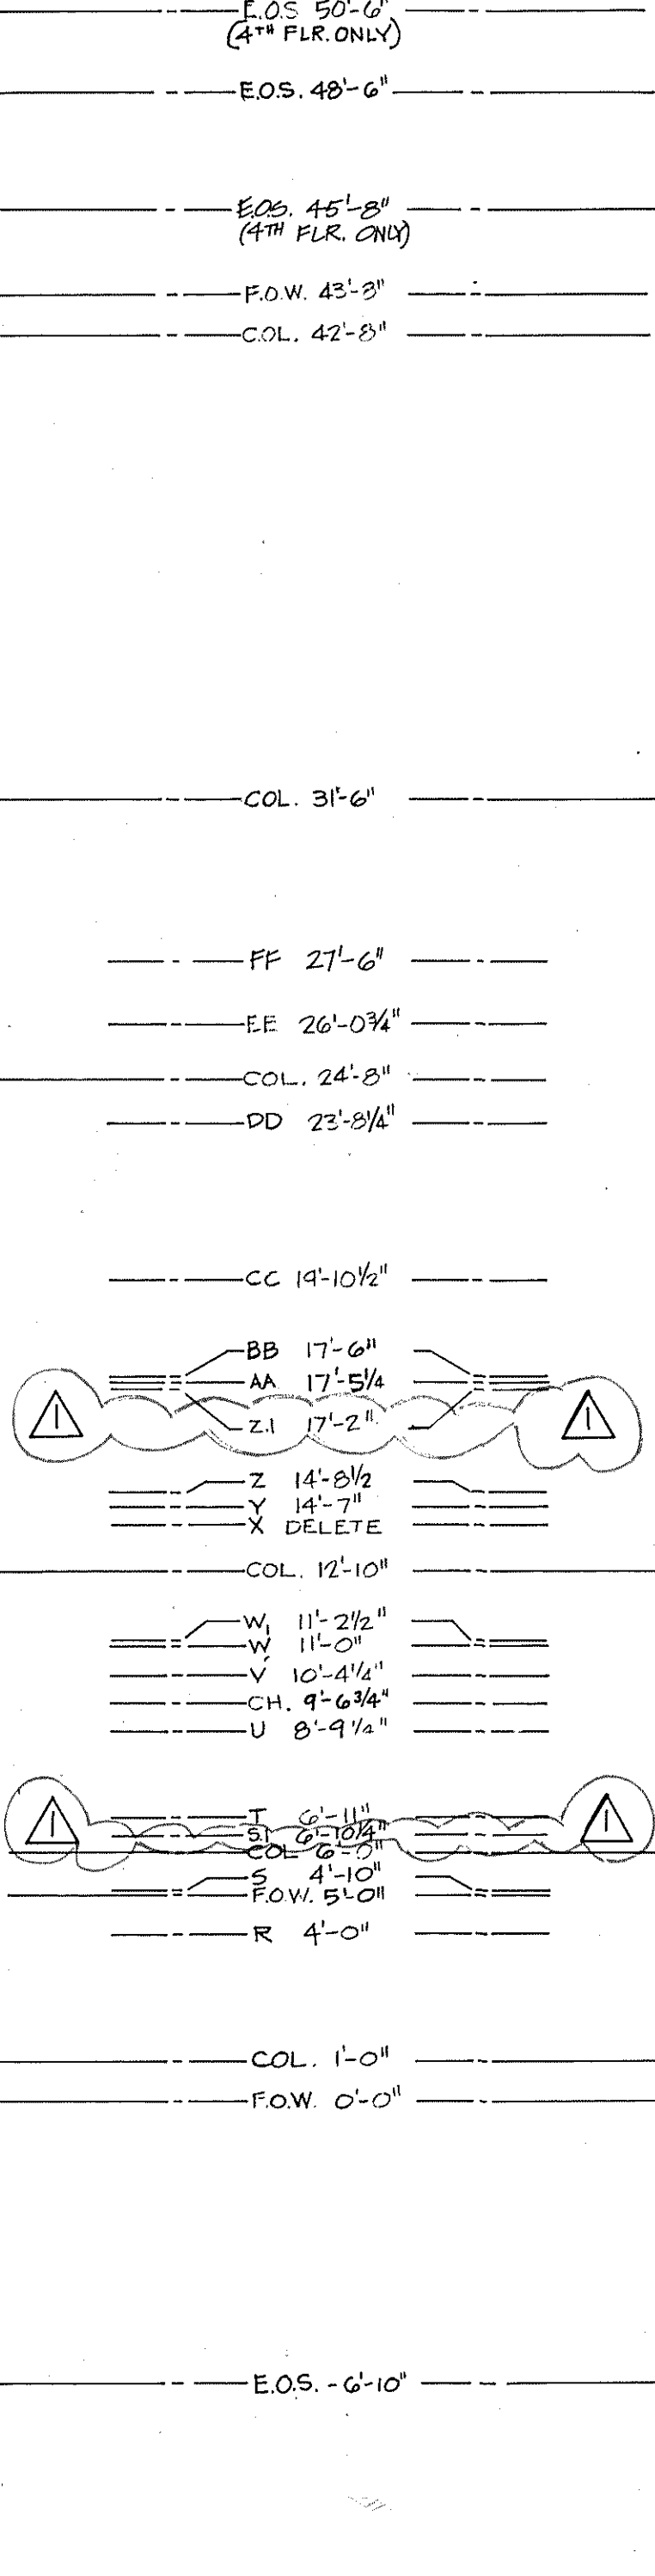 E.O.S 50'-6"
(4TH FLR. ONLY)
E.O.S. 48'-6"
E.O.S. 45'-8"
(4TH FLR. ONLY)
F.O.W. 43'-8"
C.OL. 42'-8"
COL. 31'-6"
FF 27'-6"
EE 26'-0¾"
COL. 24'-8"
DD 23'-8¼"
CC 19'-10½"
BB 17'-6"
AA 17'-5¼
1 1
Z.1 17'-2"
Z 14'-8½
Y 14'-7"
X DELETE
COL. 12'-10"
W1 11'-2½"
W 11'-0"
V 10'-4¼"
CH. 9'-6¾"
U 8'-9¼"
T 6'-11"
1 1
S.1 6'-10¼"
COL 6'-0"
S 4'-10"
F.O.W. 5'-0"
R 4'-0"
COL. 1'-0"
F.O.W. 0'-0"
E.O.S. -6'-10"